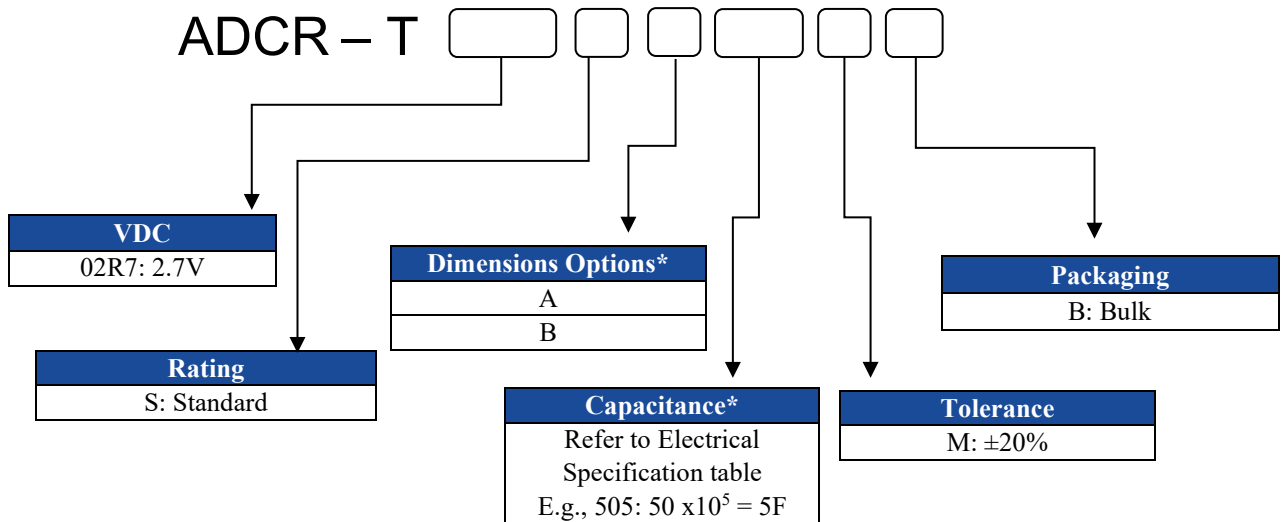 ADCR – T
VDC
02R7: 2.7V
Rating
S: Standard
Dimensions Options*
A
B
Capacitance*
Refer to Electrical
Specification table
E.g., 505: 50 x10⁵ = 5F
Tolerance
M: ±20%
Packaging
B: Bulk